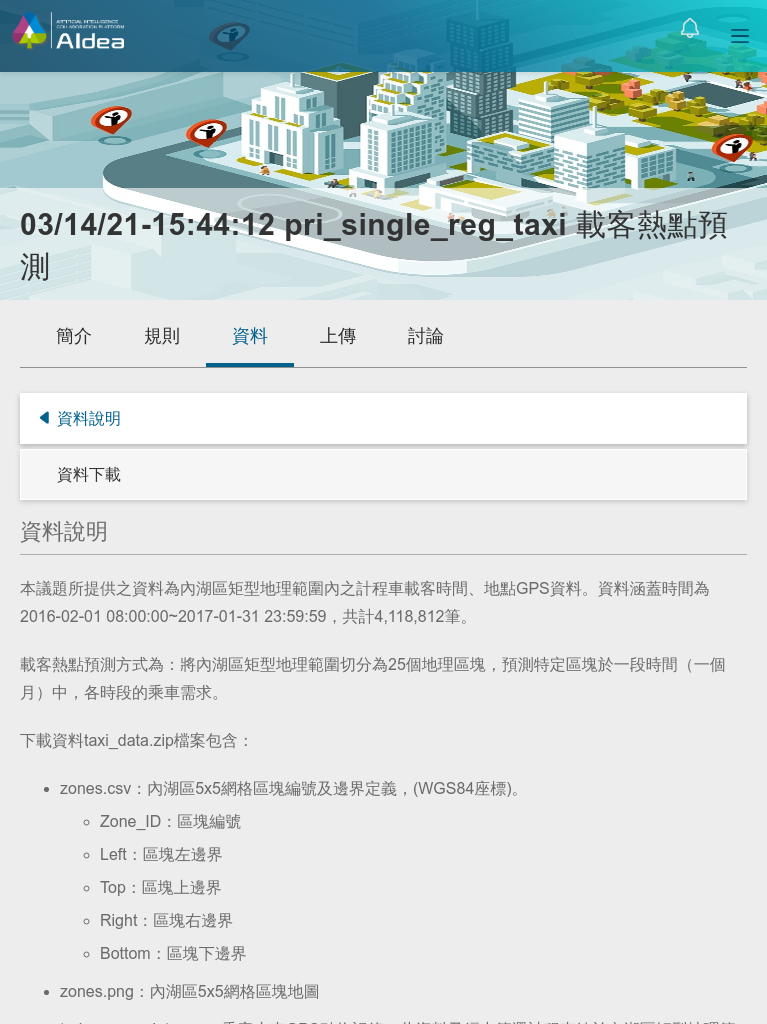 ARTIFICIAL INTELLIGENCE
COLLABORATION PLATFORM
AIdea
03/14/21-15:44:12 pri_single_reg_taxi 載客熱點預
測
簡介 規則 資料 上傳 討論
資料說明
資料下載
資料說明
本議題所提供之資料為內湖區矩型地理範圍內之計程車載客時間、地點GPS資料。資料涵蓋時間為
2016-02-01 08:00:00~2017-01-31 23:59:59，共計4,118,812筆。
載客熱點預測方式為：將內湖區矩型地理範圍切分為25個地理區塊，預測特定區塊於一段時間（一個
月）中，各時段的乘車需求。
下載資料taxi_data.zip檔案包含：
zones.csv：內湖區5x5網格區塊編號及邊界定義，(WGS84座標)。
Zone_ID：區塊編號
Left：區塊左邊界
Top：區塊上邊界
Right：區塊右邊界
Bottom：區塊下邊界
zones.png：內湖區5x5網格區塊地圖